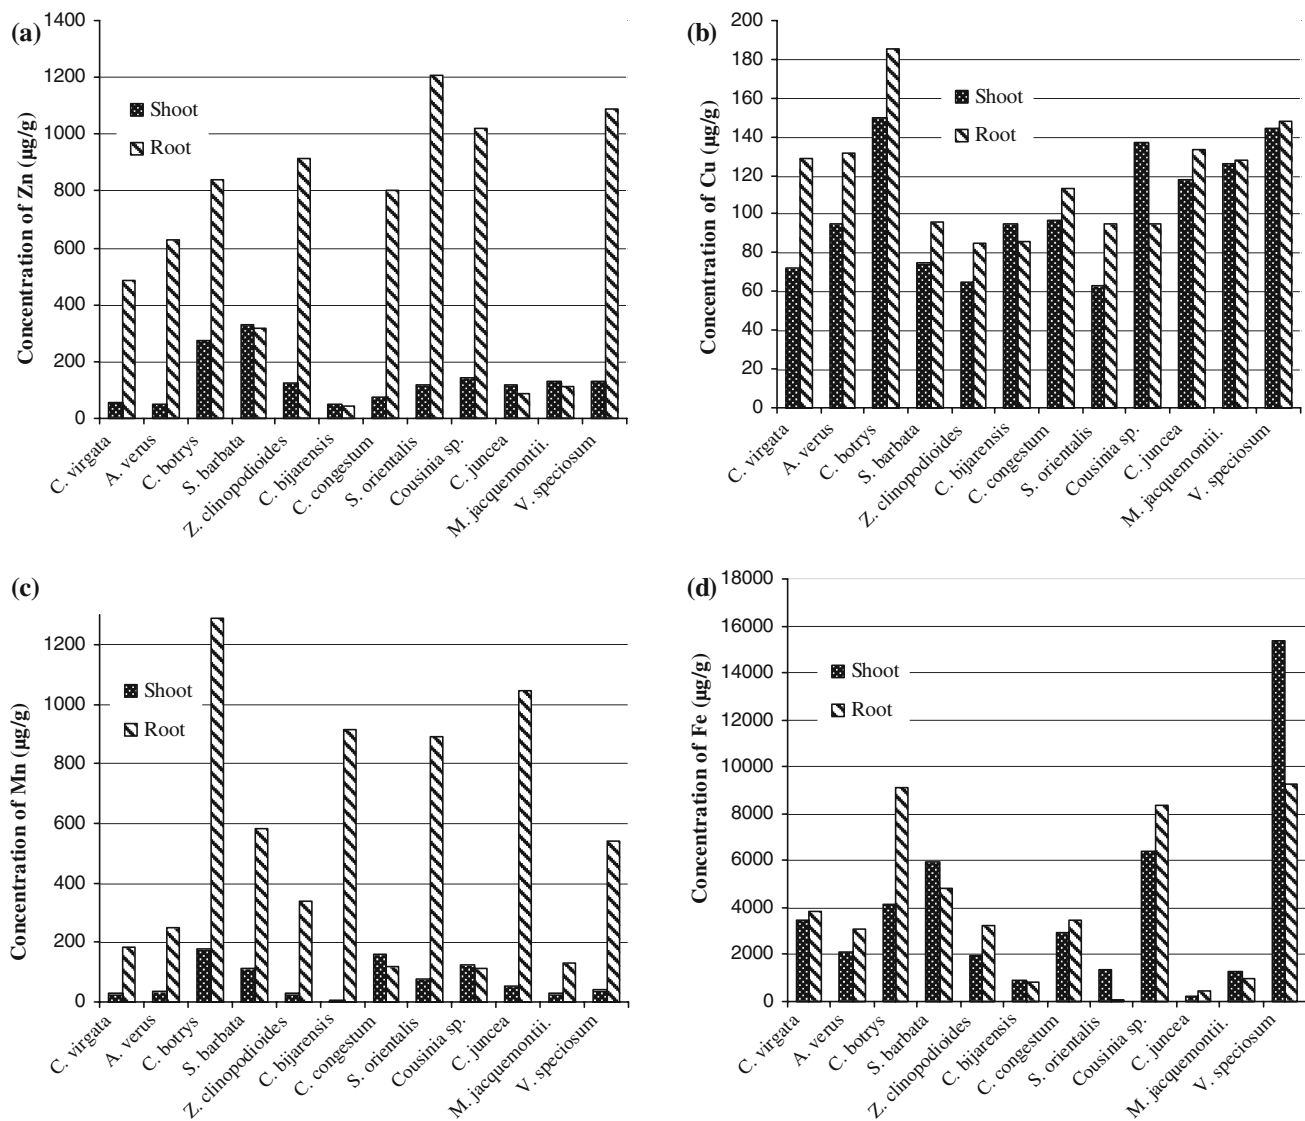 (a)
Concentration of Zn (µg/g)
1400
1200
1000
800
600
400
200
0
Shoot
Root
C. virgata
A. verus
C. botrys
S. barbata
Z. clinopodioides
C. bijarensis
C. congestum
S. orientalis
Cousinia sp.
C. juncea
M. jacquemontii.
V. speciosum
(b)
Concentration of Cu (µg/g)
200
180
160
140
120
100
80
60
40
20
0
Shoot
Root
C. virgata
A. verus
C. botrys
S. barbata
Z. clinopodioides
C. bijarensis
C. congestum
S. orientalis
Cousinia sp.
C. juncea
M. jacquemontii.
V. speciosum
(c)
Concentration of Mn (µg/g)
1200
1000
800
600
400
200
0
Shoot
Root
C. virgata
A. verus
C. botrys
S. barbata
Z. clinopodioides
C. bijarensis
C. congestum
S. orientalis
Cousinia sp.
C. juncea
M. jacquemontii.
V. speciosum
(d)
Concentration of Fe (µg/g)
18000
16000
14000
12000
10000
8000
6000
4000
2000
0
Shoot
Root
C. virgata
A. verus
C. botrys
S. barbata
Z. clinopodioides
C. bijarensis
C. congestum
S. orientalis
Cousinia sp.
C. juncea
M. jacquemontii.
V. speciosum